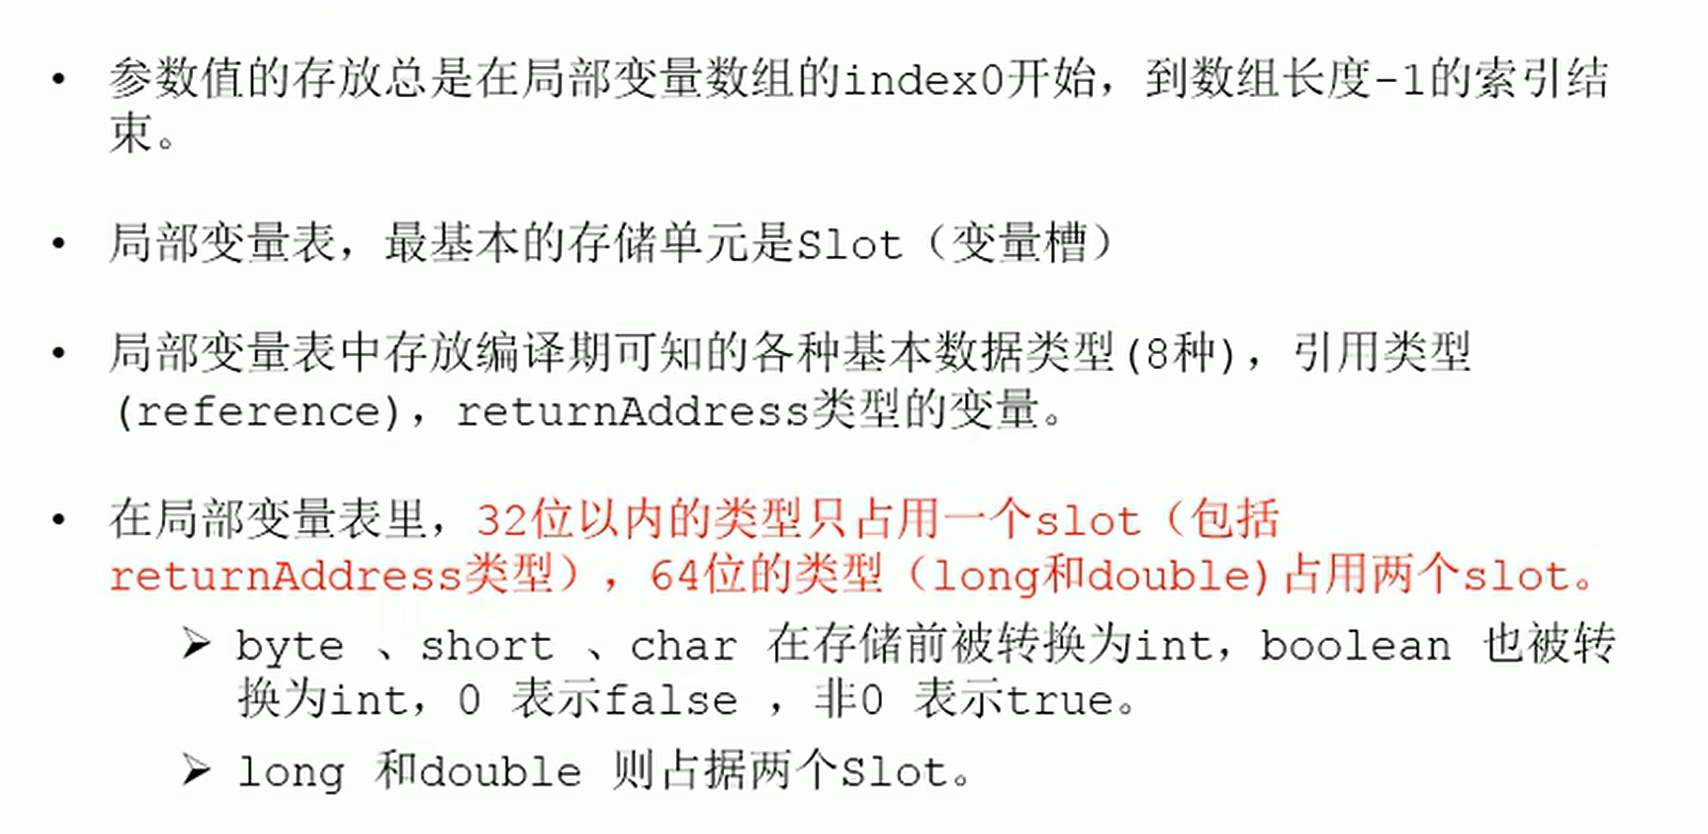 • 参数值的存放总是在局部变量数组的index0开始，到数组长度-1的索引结
束。
• 局部变量表，最基本的存储单元是Slot（变量槽）
• 局部变量表中存放编译期可知的各种基本数据类型(8种)，引用类型
(reference)，returnAddress类型的变量。
• 在局部变量表里，32位以内的类型只占用一个slot（包括
returnAddress类型），64位的类型（long和double)占用两个slot。
➢ byte 、short 、char 在存储前被转换为int，boolean 也被转
换为int，0 表示false ，非0 表示true。
➢ long 和double 则占据两个Slot。